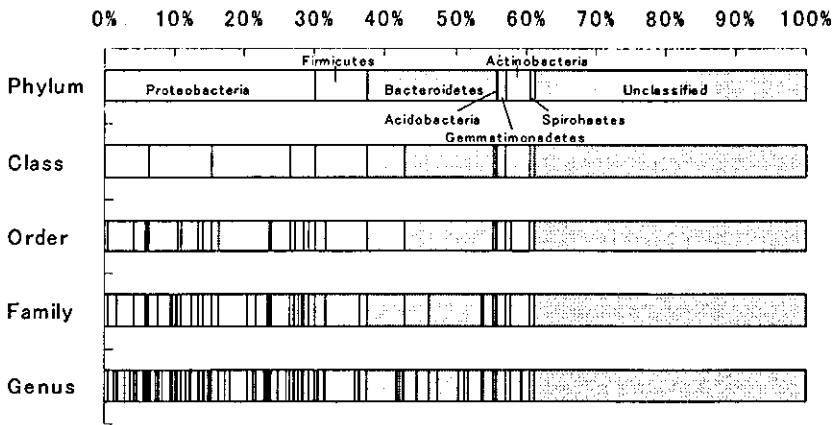 0% 10% 20% 30% 40% 50% 60% 70% 80% 90% 100%
Firmicutes Actinobacteria
Phylum Proteobacteria Bacteroidetes Unclassified
Acidobacteria Spirohaetes
Gemmatimonadetes
Class
Order
Family
Genus